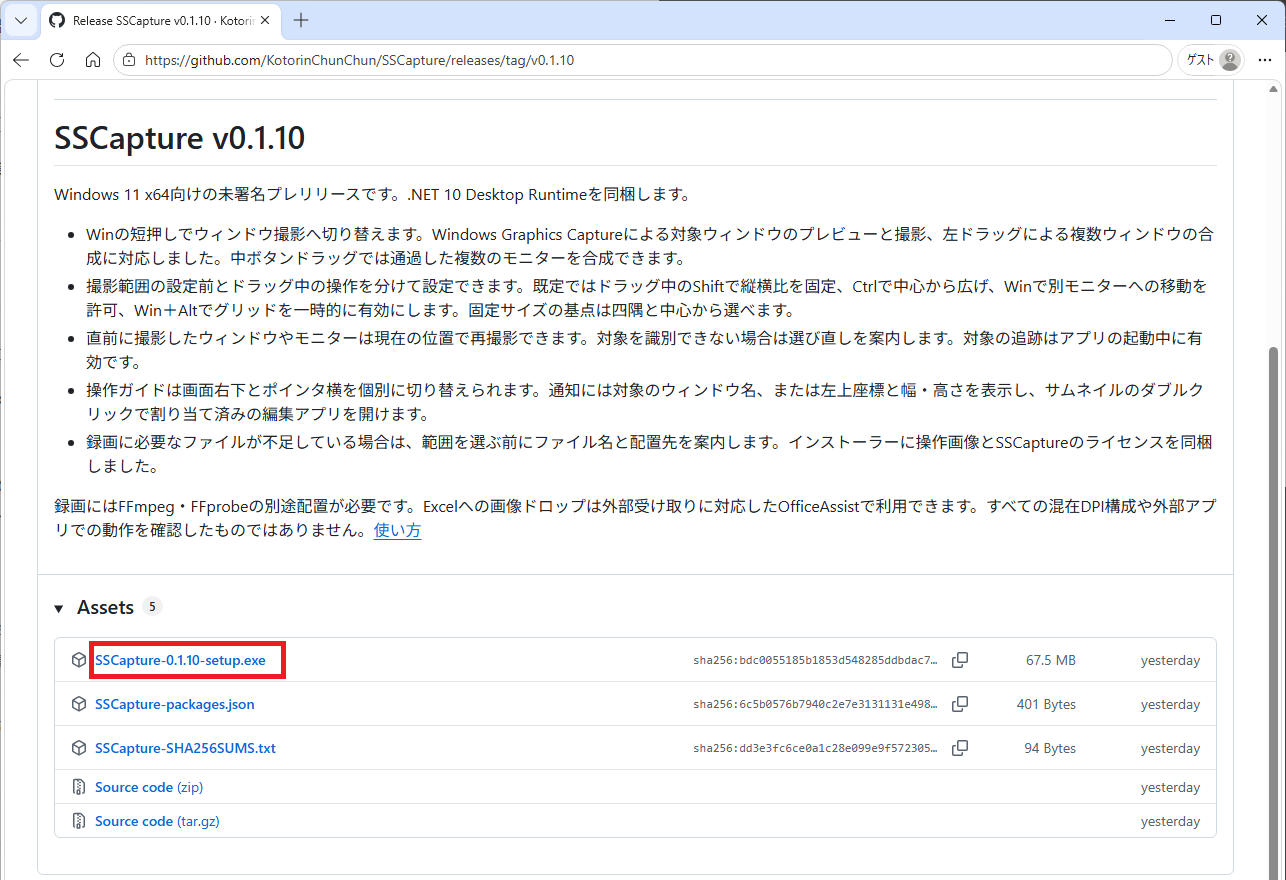 Release SSCapture v0.1.10 · Kotorin
https://github.com/KotorinChunChun/SSCapture/releases/tag/v0.1.10
ゲスト
SSCapture v0.1.10
Windows 11 x64向けの未署名プレリリースです。.NET 10 Desktop Runtimeを同梱します。
Winの短押しでウィンドウ撮影へ切り替えます。Windows Graphics Captureによる対象ウィンドウのプレビューと撮影、左ドラッグによる複数ウィンドウの合
成に対応しました。中ボタンドラッグでは通過した複数のモニターを合成できます。
撮影範囲の設定前とドラッグ中の操作を分けて設定できます。既定ではドラッグ中のShiftで縦横比を固定、Ctrlで中心から広げ、Winで別モニターへの移動を
許可、Win＋Altでグリッドを一時的に有効にします。固定サイズの基点は四隅と中心から選べます。
直前に撮影したウィンドウやモニターは現在の位置で再撮影できます。対象を識別できない場合は選び直しを案内します。対象の追跡はアプリの起動中に有
効です。
操作ガイドは画面右下とポインタ横を個別に切り替えられます。通知には対象のウィンドウ名、または左上座標と幅・高さを表示し、サムネイルのダブルク
リックで割り当て済みの編集アプリを開けます。
録画に必要なファイルが不足している場合は、範囲を選ぶ前にファイル名と配置先を案内します。インストーラーに操作画像とSSCaptureのライセンスを同梱
しました。
録画にはFFmpeg・FFprobeの別途配置が必要です。Excelへの画像ドロップは外部受け取りに対応したOfficeAssistで利用できます。すべての混在DPI構成や外部アプ
リでの動作を確認したものではありません。使い方
Assets 5
SSCapture-0.1.10-setup.exe sha256:bdc0055185b1853d548285ddbdac7… 67.5 MB yesterday
SSCapture-packages.json sha256:6c5b0576b7940c2e7e3131131e498… 401 Bytes yesterday
SSCapture-SHA256SUMS.txt sha256:dd3e3fc6ce0a1c28e099e9f572305… 94 Bytes yesterday
Source code (zip) yesterday
Source code (tar.gz) yesterday